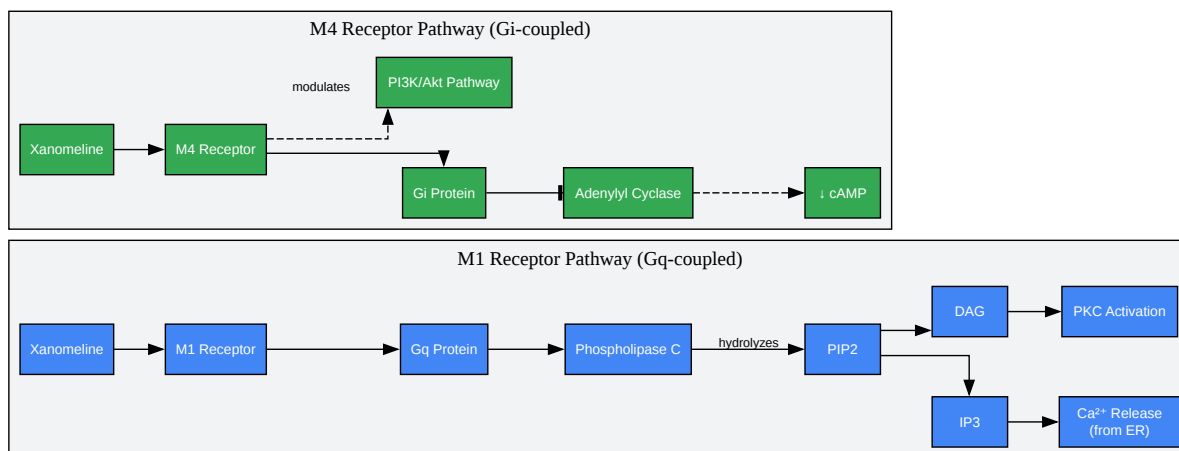 M4 Receptor Pathway (Gi-coupled)
PI3K/Akt Pathway
modulates
Xanomeline
M4 Receptor
Gi Protein
Adenylyl Cyclase
↓ cAMP
M1 Receptor Pathway (Gq-coupled)
DAG
PKC Activation
Xanomeline
M1 Receptor
Gq Protein
Phospholipase C
hydrolyzes
PIP2
IP3
Ca²⁺ Release
(from ER)